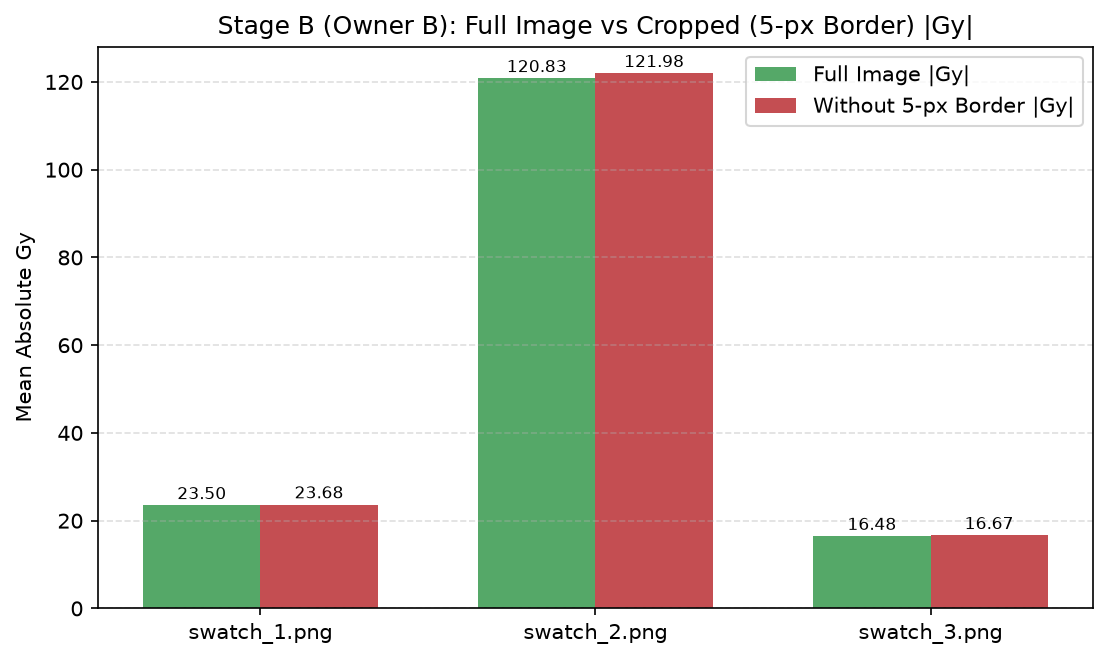 Stage B (Owner B): Full Image vs Cropped (5-px Border) |Gy|
Full Image |Gy|
Without 5-px Border |Gy|
Mean Absolute Gy
120
100
80
60
40
20
0
23.50
23.68
120.83
121.98
16.48
16.67
swatch_1.png
swatch_2.png
swatch_3.png